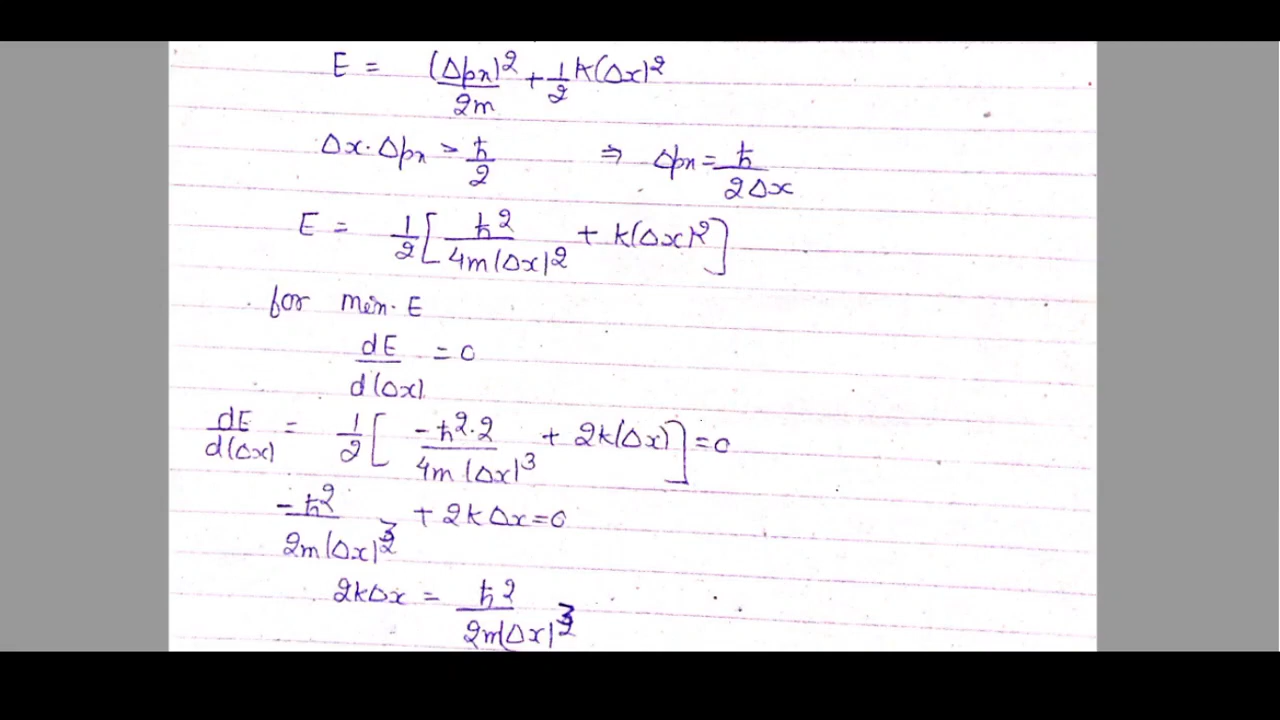 E = (Δpx)²/2m + 1/2 k(Δx)²
Δx·Δpx > ħ/2 ⇒ Δpx = ħ/2Δx
E = 1/2 [ħ²/4m(Δx)² + k(Δx)²]
for min. E
dE/d(Δx) = 0
dE/d(Δx) = 1/2 [-ħ²·2/4m(Δx)³ + 2k(Δx)] = 0
-ħ²/2m(Δx)³ + 2kΔx = 0
2kΔx = ħ²/2m(Δx)³